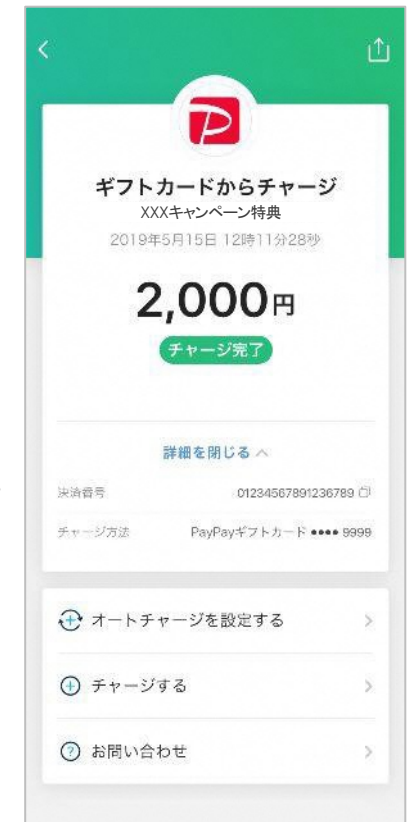 ギフトカードからチャージ
XXXキャンペーン特典
2019年5月15日 12時11分28秒
2,000円
チャージ完了
詳細を閉じる
決済番号 01234567891236789
チャージ方法 PayPayギフトカード •••• 9999
オートチャージを設定する
チャージする
お問い合わせ